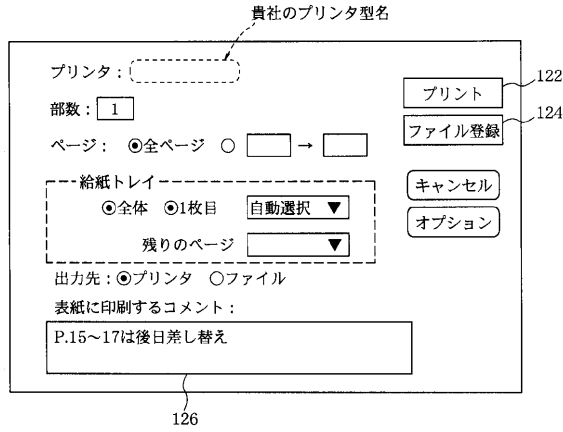 貴社のプリンタ型名
プリンタ：
部数： 1
ページ： ◉全ページ ○ →
給紙トレイ
◉全体 ◉1枚目 自動選択 ▼
残りのページ ▼
出力先：◉プリンタ ○ファイル
表紙に印刷するコメント：
P.15～17は後日差し替え
プリント
122
ファイル登録
124
キャンセル
オプション
126